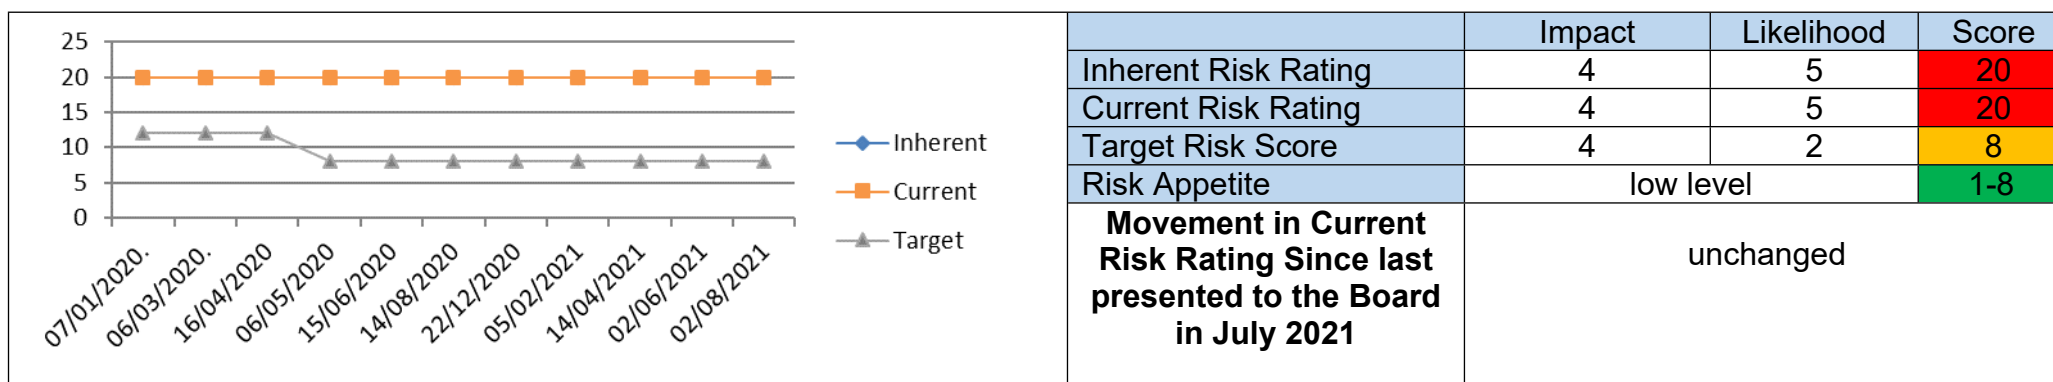 25
20
15
10
5
0
07/01/2020.
06/03/2020.
16/04/2020
06/05/2020
15/06/2020
14/08/2020
22/12/2020
05/02/2021
14/04/2021
02/06/2021
02/08/2021
Inherent
Current
Target
Impact Likelihood Score
Inherent Risk Rating 4 5 20
Current Risk Rating 4 5 20
Target Risk Score 4 2 8
Risk Appetite low level 1-8
Movement in Current
Risk Rating Since last
presented to the Board
in July 2021
unchanged